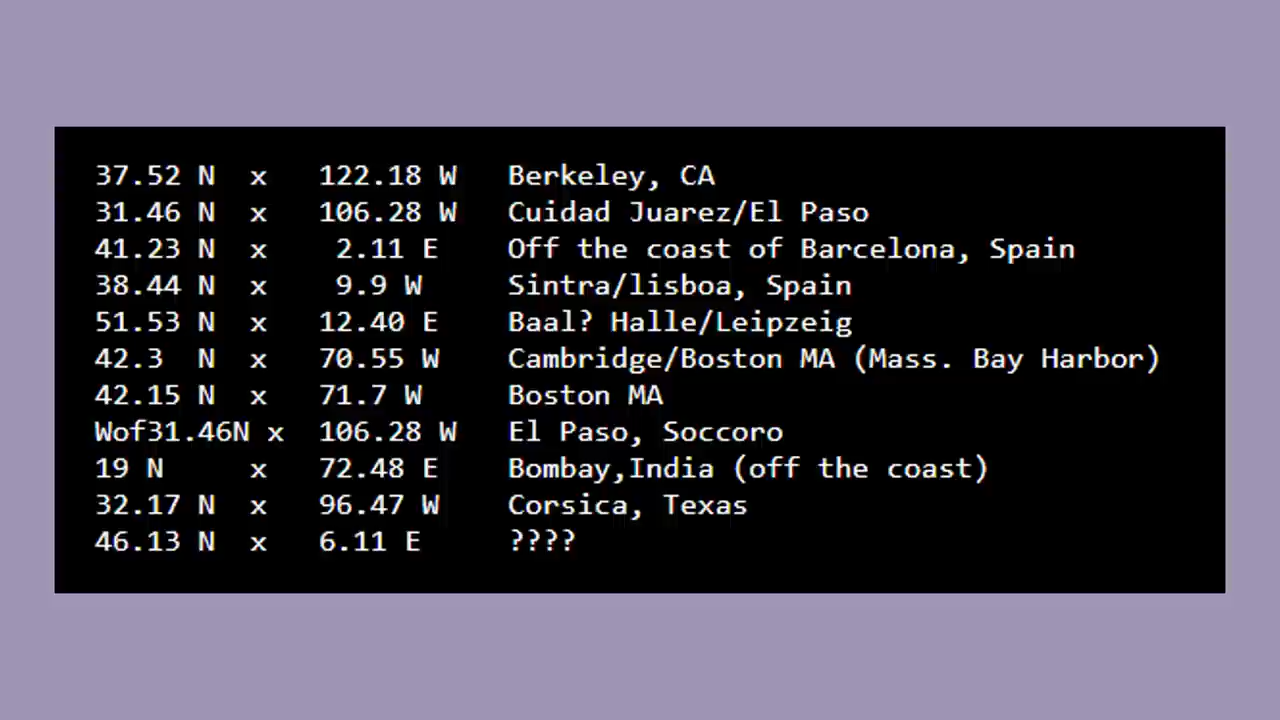 37.52 N x 122.18 W Berkeley, CA
31.46 N x 106.28 W Cuidad Juarez/El Paso
41.23 N x 2.11 E Off the coast of Barcelona, Spain
38.44 N x 9.9 W Sintra/lisboa, Spain
51.53 N x 12.40 E Baal? Halle/Leipzeig
42.3 N x 70.55 W Cambridge/Boston MA (Mass. Bay Harbor)
42.15 N x 71.7 W Boston MA
Wof31.46N x 106.28 W El Paso, Soccoro
19 N x 72.48 E Bombay,India (off the coast)
32.17 N x 96.47 W Corsica, Texas
46.13 N x 6.11 E ????